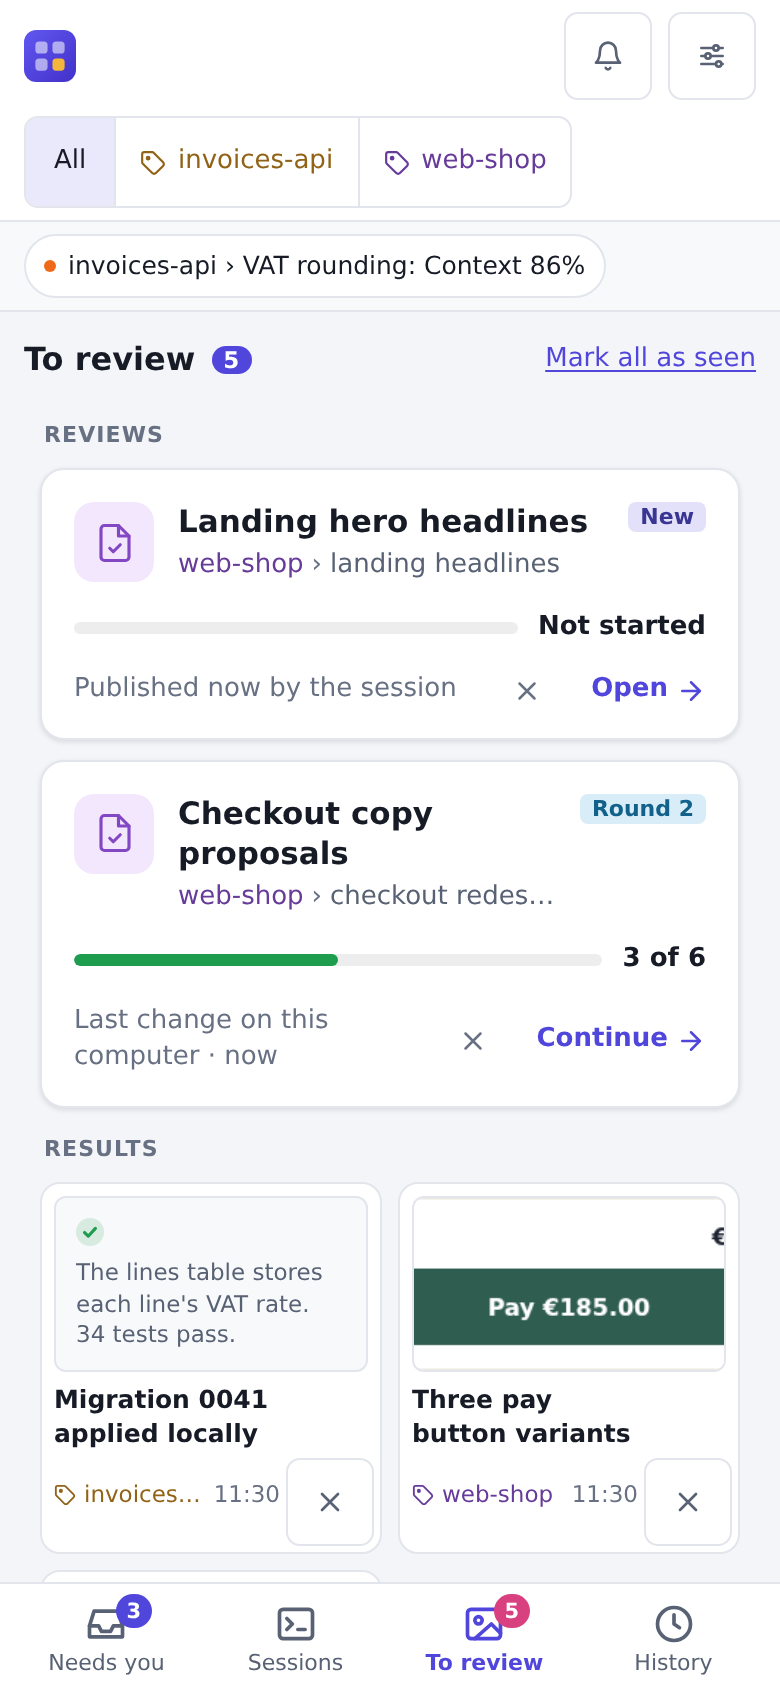 All
invoices-api
web-shop
invoices-api › VAT rounding: Context 86%
To review 5
Mark all as seen
REVIEWS
Landing hero headlines
New
web-shop › landing headlines
Not started
Published now by the session
Open
Checkout copy
proposals
Round 2
web-shop › checkout redes…
3 of 6
Last change on this
computer · now
Continue
RESULTS
The lines table stores
each line's VAT rate.
34 tests pass.
Migration 0041
applied locally
invoices… 11:30
€
Pay €185.00
Three pay
button variants
web-shop 11:30
3
Needs you
Sessions
5
To review
History